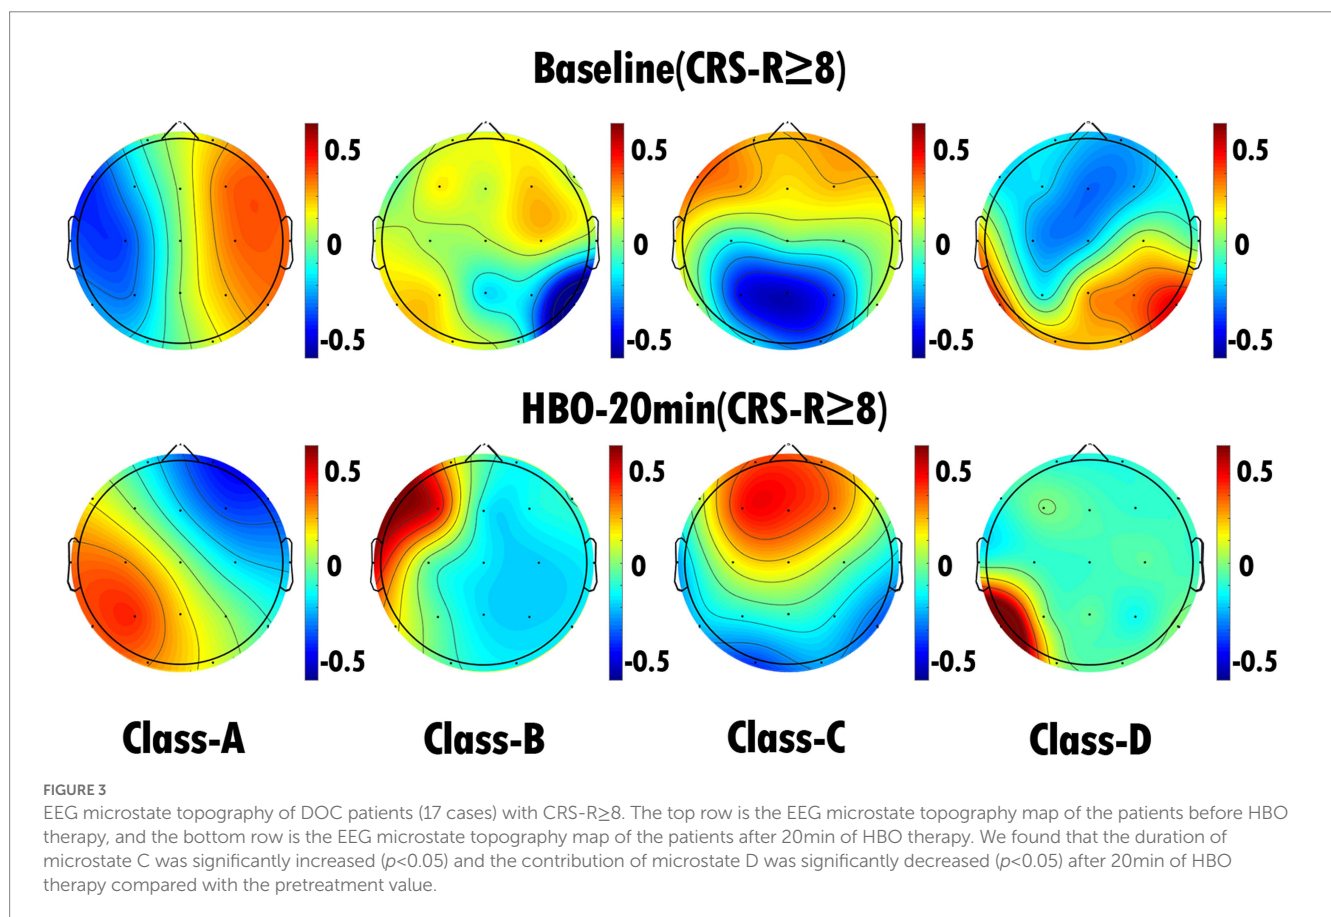 Baseline(CRS-R≥8)
0.5 0.5 0.5 0.5
0 0 0 0
-0.5 -0.5 -0.5 -0.5
HBO-20min(CRS-R≥8)
0.5 0.5 0.5 0.5
0 0 0 0
-0.5 -0.5 -0.5 -0.5
Class-A Class-B Class-C Class-D
FIGURE 3
EEG microstate topography of DOC patients (17 cases) with CRS-R≥8. The top row is the EEG microstate topography map of the patients before HBO
therapy, and the bottom row is the EEG microstate topography map of the patients after 20min of HBO therapy. We found that the duration of
microstate C was significantly increased (p<0.05) and the contribution of microstate D was significantly decreased (p<0.05) after 20min of HBO
therapy compared with the pretreatment value.